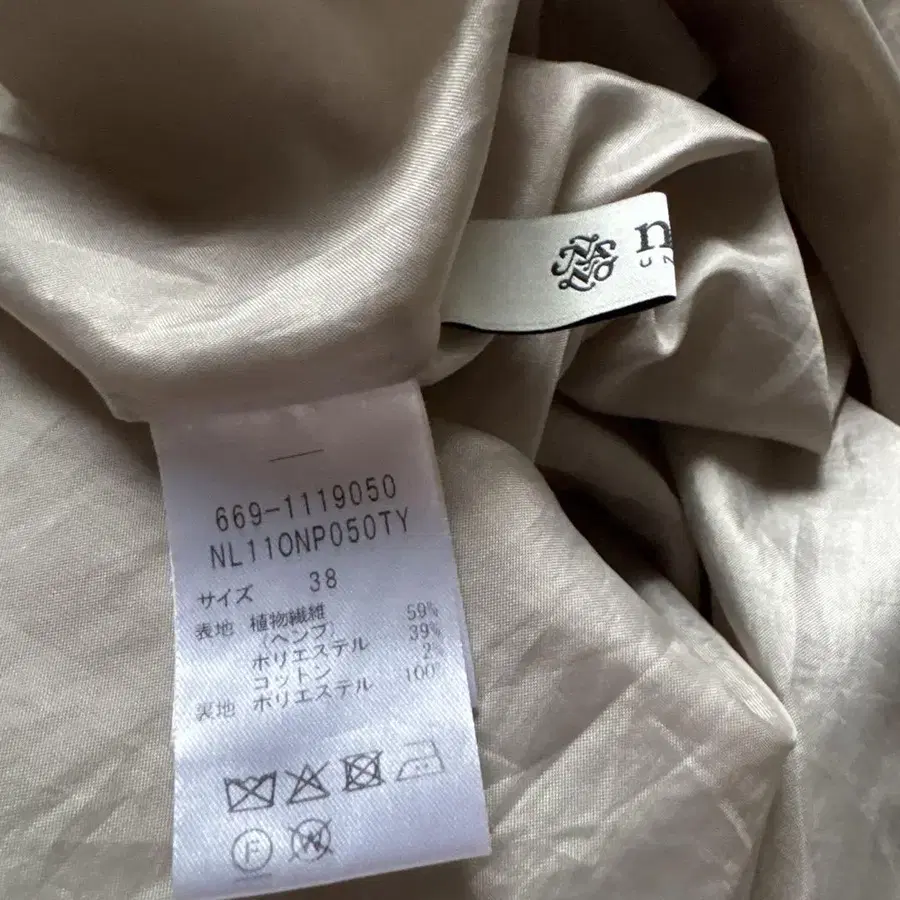 669-1119050
NL11ONP050TY
サイズ 38
表地 植物繊維 59%
(ヘンプ)
ポリエステル 39%
コットン 2%
裏地 ポリエステル 100%
F
W